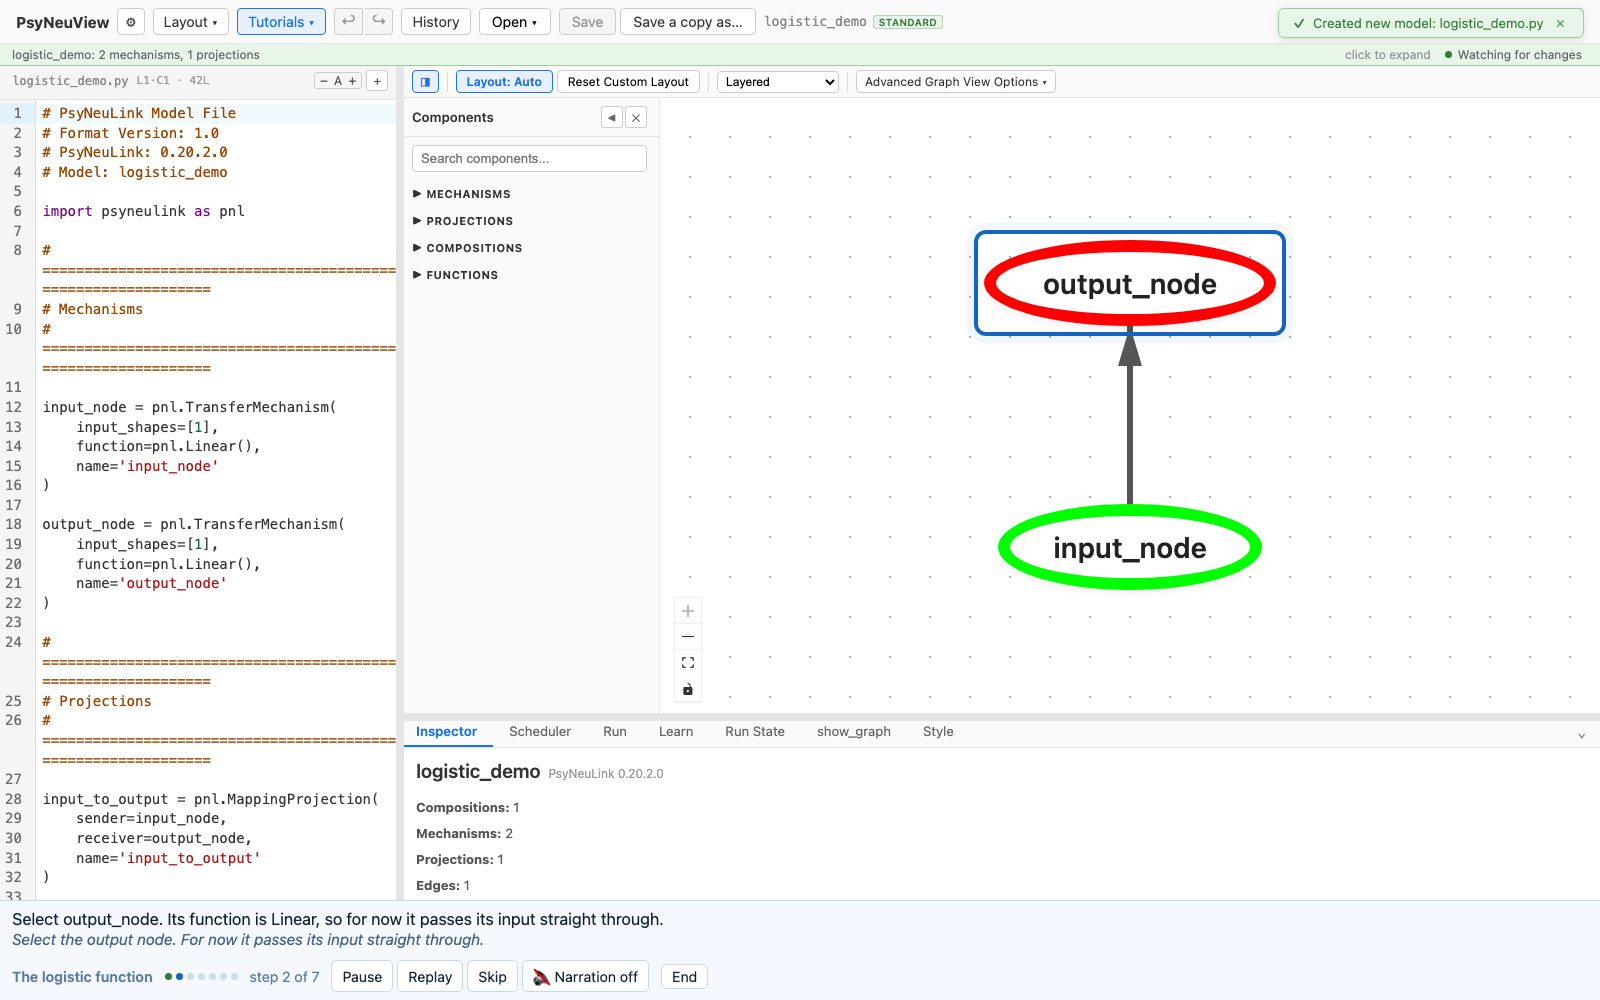 PsyNeuView
Layout
Tutorials
History
Open
Save
Save a copy as...
logistic_demo
STANDARD
Created new model: logistic_demo.py
logistic_demo: 2 mechanisms, 1 projections
click to expand
Watching for changes
logistic_demo.py L1:C1 · 42L
− A +
+
Layout: Auto
Reset Custom Layout
Layered
Advanced Graph View Options
1 # PsyNeuLink Model File
2 # Format Version: 1.0
3 # PsyNeuLink: 0.20.2.0
4 # Model: logistic_demo
5
6 import psyneulink as pnl
7
8 #
==========================================
====================
9 # Mechanisms
10 #
==========================================
====================
11
12 input_node = pnl.TransferMechanism(
13 input_shapes=[1],
14 function=pnl.Linear(),
15 name='input_node'
16 )
17
18 output_node = pnl.TransferMechanism(
19 input_shapes=[1],
20 function=pnl.Linear(),
21 name='output_node'
22 )
23
24 #
==========================================
====================
25 # Projections
26 #
==========================================
====================
27
28 input_to_output = pnl.MappingProjection(
29 sender=input_node,
30 receiver=output_node,
31 name='input_to_output'
32 )
33
Components
Search components...
MECHANISMS
PROJECTIONS
COMPOSITIONS
FUNCTIONS
output_node
input_node
Inspector
Scheduler
Run
Learn
Run State
show_graph
Style
logistic_demo PsyNeuLink 0.20.2.0
Compositions: 1
Mechanisms: 2
Projections: 1
Edges: 1
Select output_node. Its function is Linear, so for now it passes its input straight through.
Select the output node. For now it passes its input straight through.
The logistic function
step 2 of 7
Pause
Replay
Skip
Narration off
End